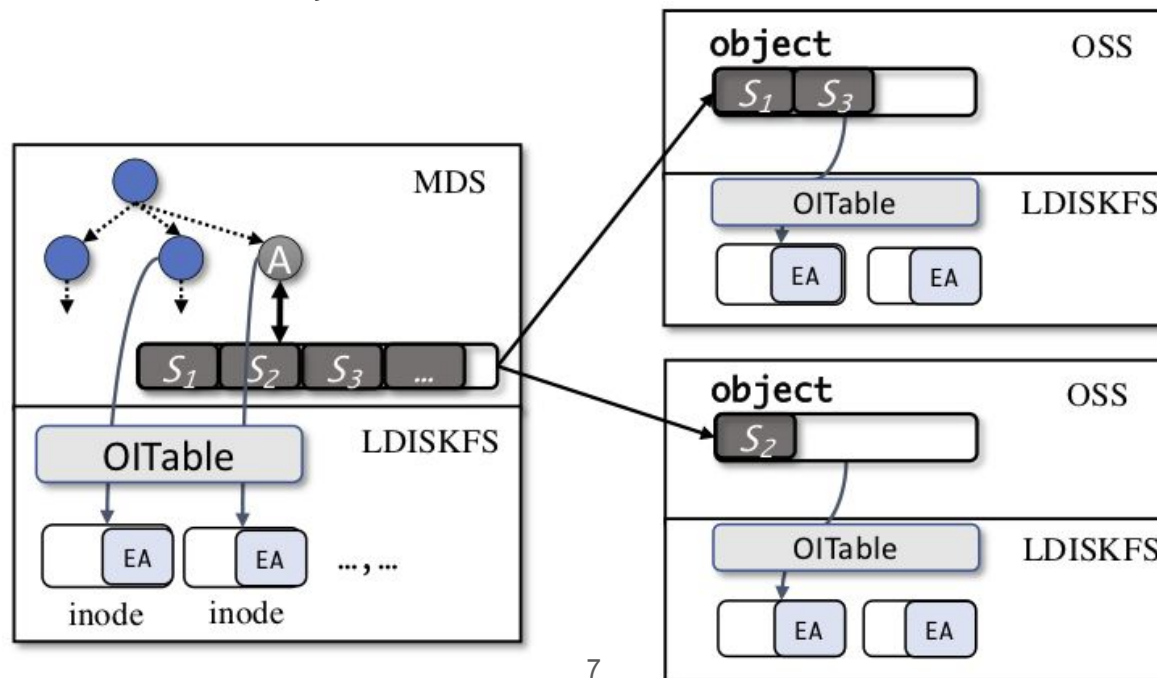 MDS
A
S1 S2 S3 ...
LDISKFS
OITable
EA EA ...,...
inode inode
object OSS
S1 S3
OITable LDISKFS
EA EA
object OSS
S2
OITable LDISKFS
EA EA
7